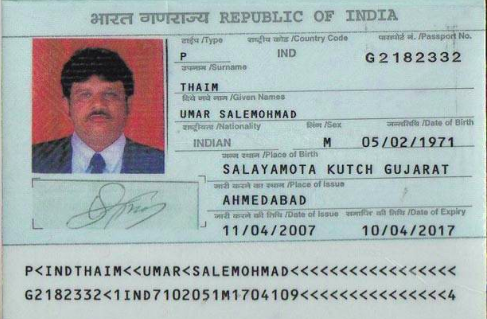 भारत गणराज्य REPUBLIC OF INDIA
टाईप /Type राष्ट्रीय कोड /Country Code पासपोर्ट नं. /Passport No.
P IND G2182332
उपनाम /Surname
THAIM
दिये गये नाम /Given Names
UMAR SALEMOHMAD
राष्ट्रीयता /Nationality लिंग /Sex जन्मतिथि /Date of Birth
INDIAN M 05/02/1971
जन्म स्थान /Place of Birth
SALAYAMOTA KUTCH GUJARAT
जारी करने का स्थान /Place of Issue
AHMEDABAD
जारी करने की तिथि /Date of Issue समाप्ति की तिथि /Date of Expiry
11/04/2007 10/04/2017
P<INDTHAIM<<UMAR<SALEMOHMAD<<<<<<<<<<<<<<<<<
G2182332<1IND7102051M1704109<<<<<<<<<<<<<<<4